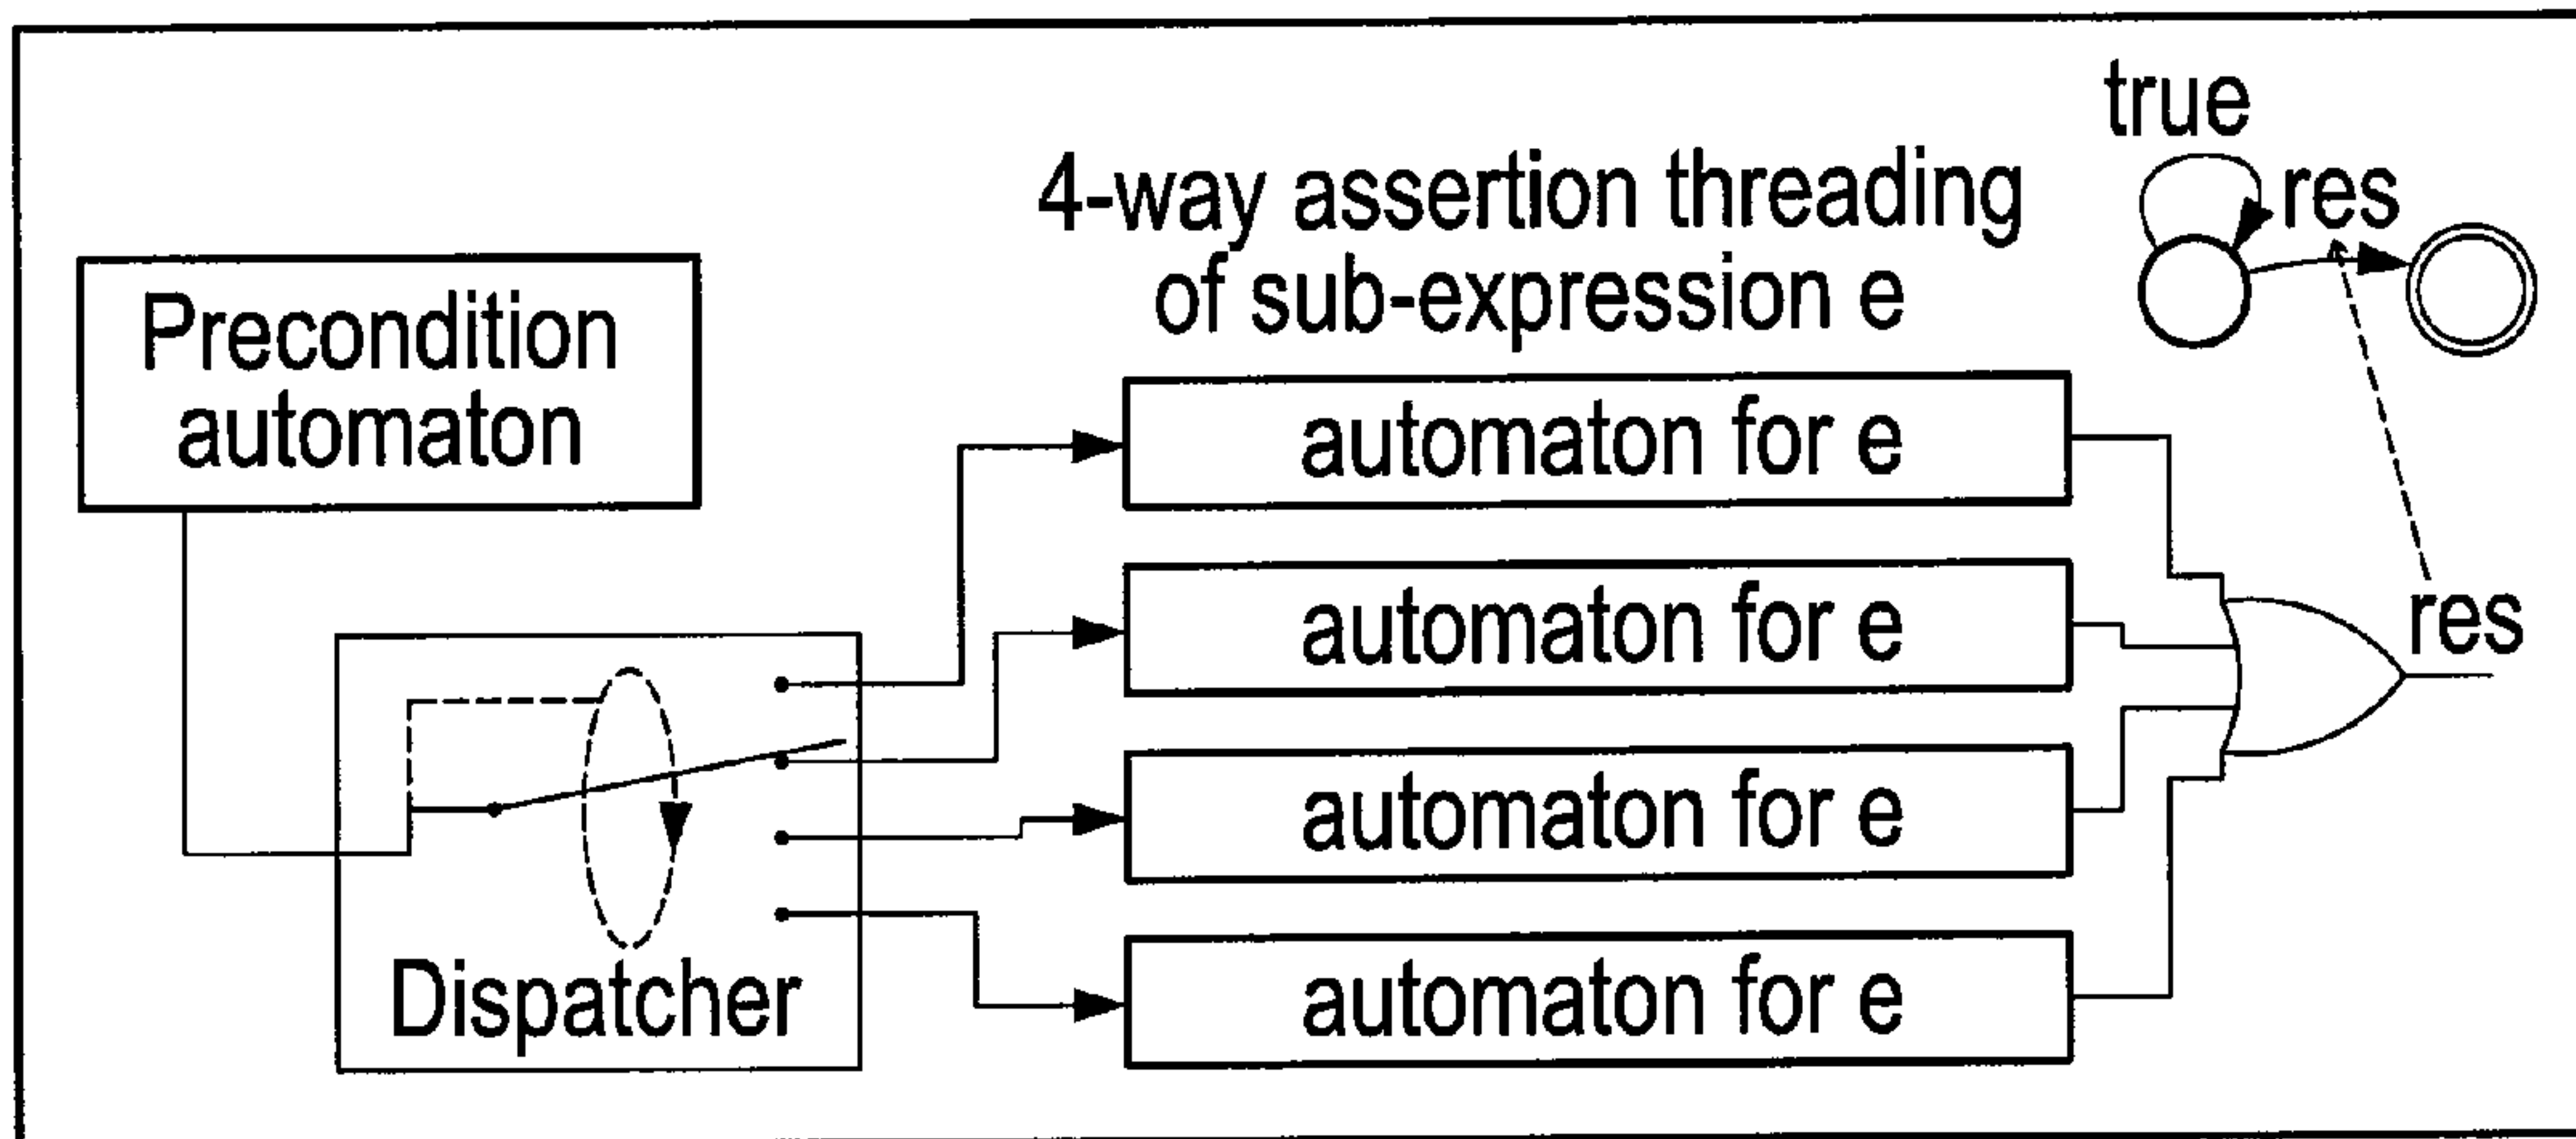 true
res
4-way assertion threading
of sub-expression e
Precondition
automaton
automaton for e
automaton for e
res
automaton for e
automaton for e
Dispatcher